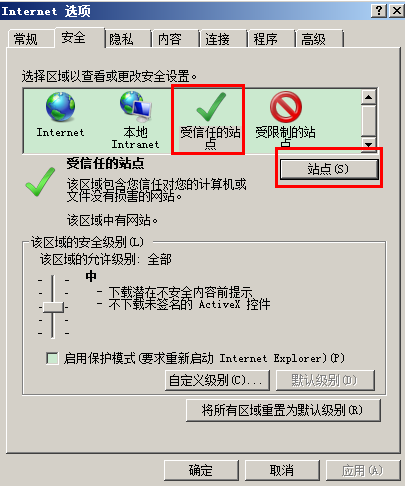 Internet 选项
常规 安全 隐私 内容 连接 程序 高级
选择区域以查看或更改安全设置。
Internet
本地
Intranet
受信任的站
点
受限制的站
点
受信任的站点
站点(S)
该区域包含您信任对您的计算机或
文件没有损害的网站。
该区域中有网站。
该区域的安全级别(L)
该区域的允许级别: 全部
中
- 下载潜在不安全内容前提示
- 不下载未签名的 ActiveX 控件
启用保护模式(要求重新启动 Internet Explorer)(P)
自定义级别(C)... 默认级别(D)
将所有区域重置为默认级别(R)
确定 取消 应用(A)